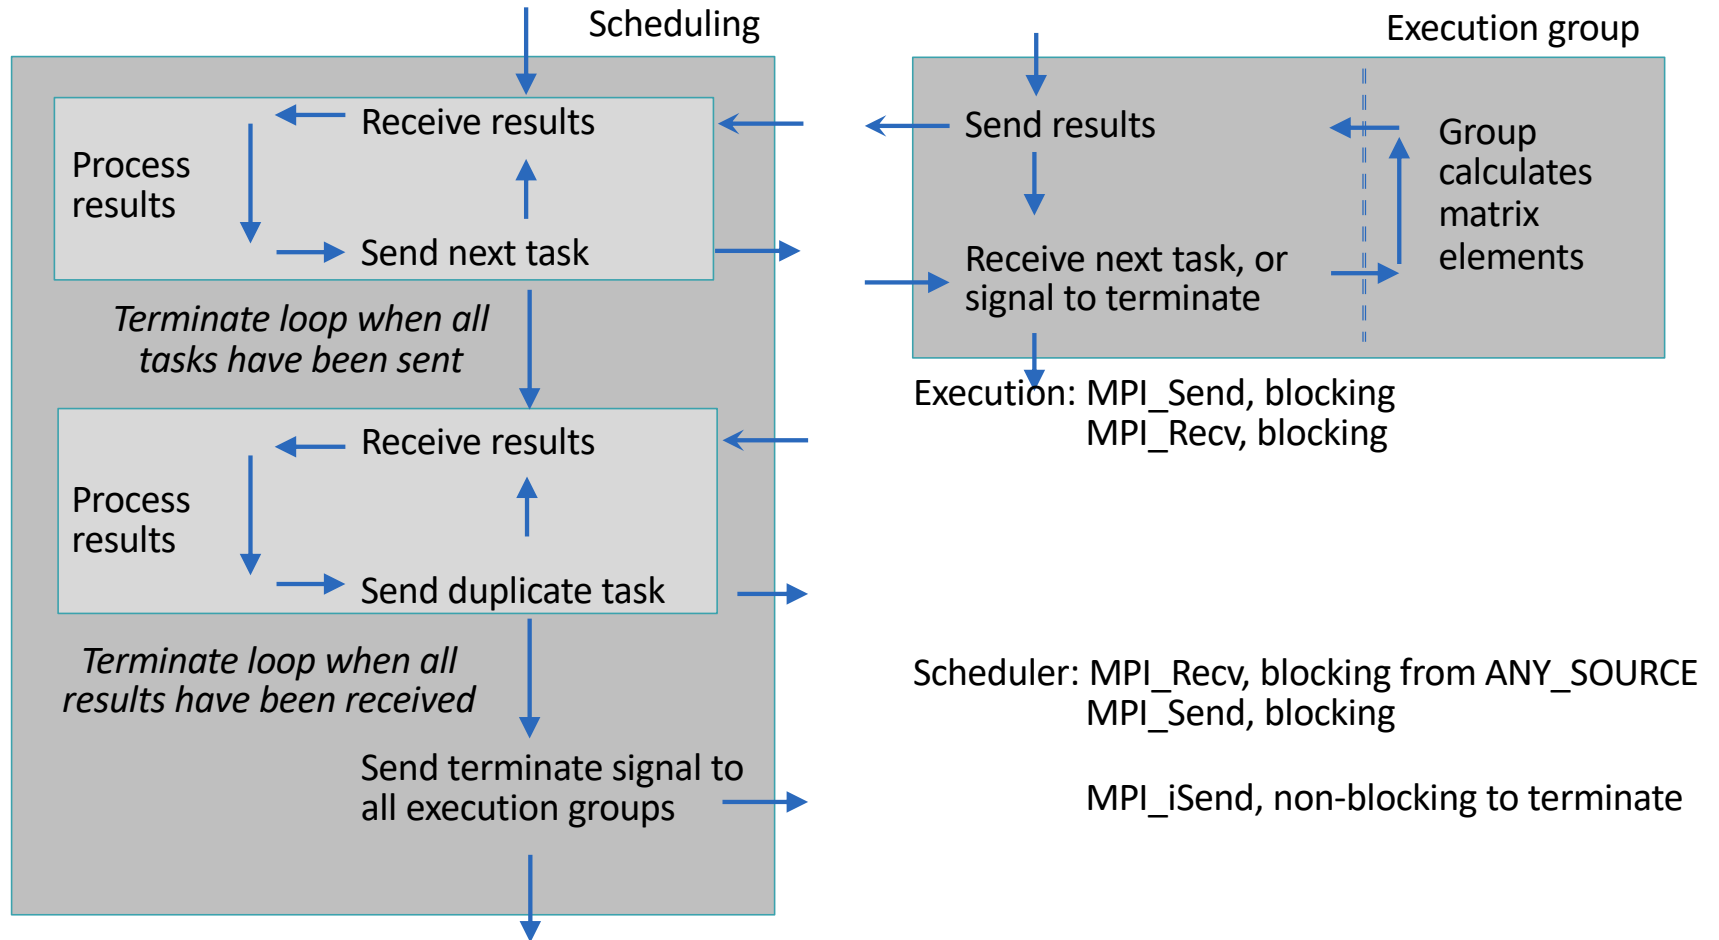 Scheduling
Receive results
Process
results
Send next task
Terminate loop when all
tasks have been sent
Receive results
Process
results
Send duplicate task
Terminate loop when all
results have been received
Send terminate signal to
all execution groups
Execution group
Send results
Group
calculates
matrix
elements
Receive next task, or
signal to terminate
Execution: MPI_Send, blocking
MPI_Recv, blocking
Scheduler: MPI_Recv, blocking from ANY_SOURCE
MPI_Send, blocking
MPI_iSend, non-blocking to terminate